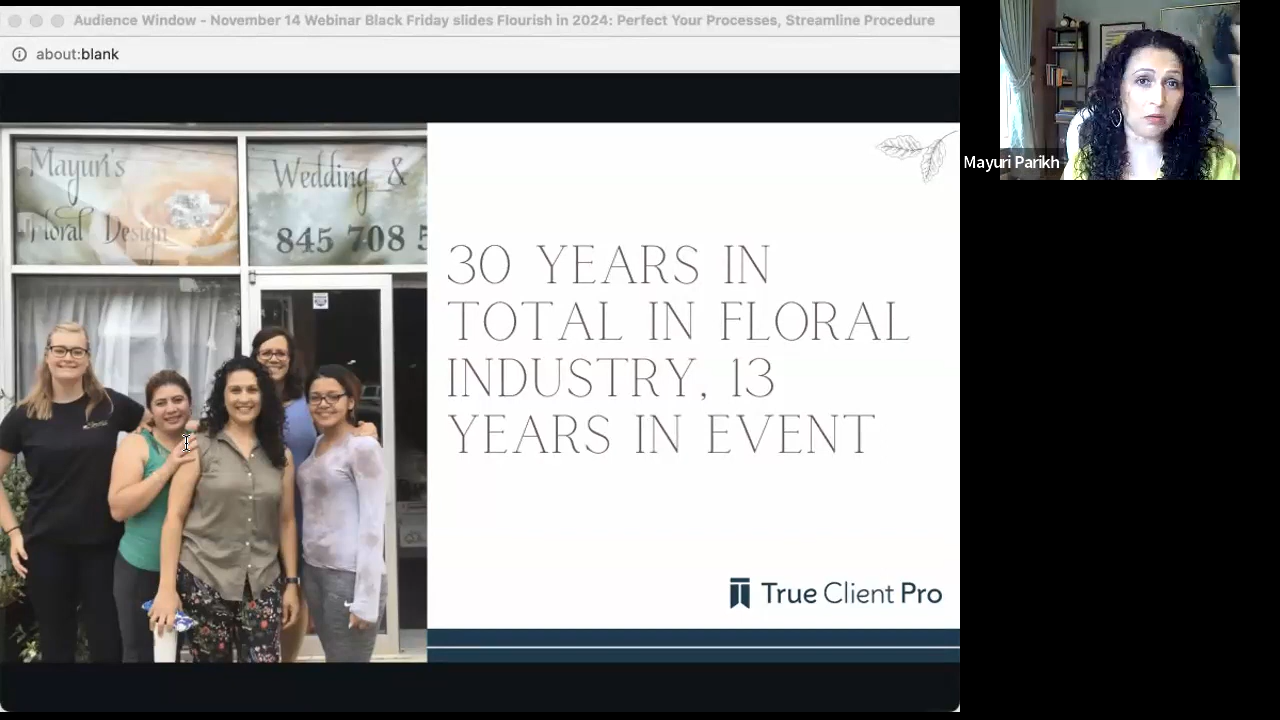 Audience Window - November 14 Webinar Black Friday slides Flourish in 2024: Perfect Your Processes, Streamline Procedure
about:blank
Mayuri's
Floral Design
Wedding &
845 708 5
30 YEARS IN
TOTAL IN FLORAL
INDUSTRY, 13
YEARS IN EVENT
True Client Pro
Mayuri Parikh